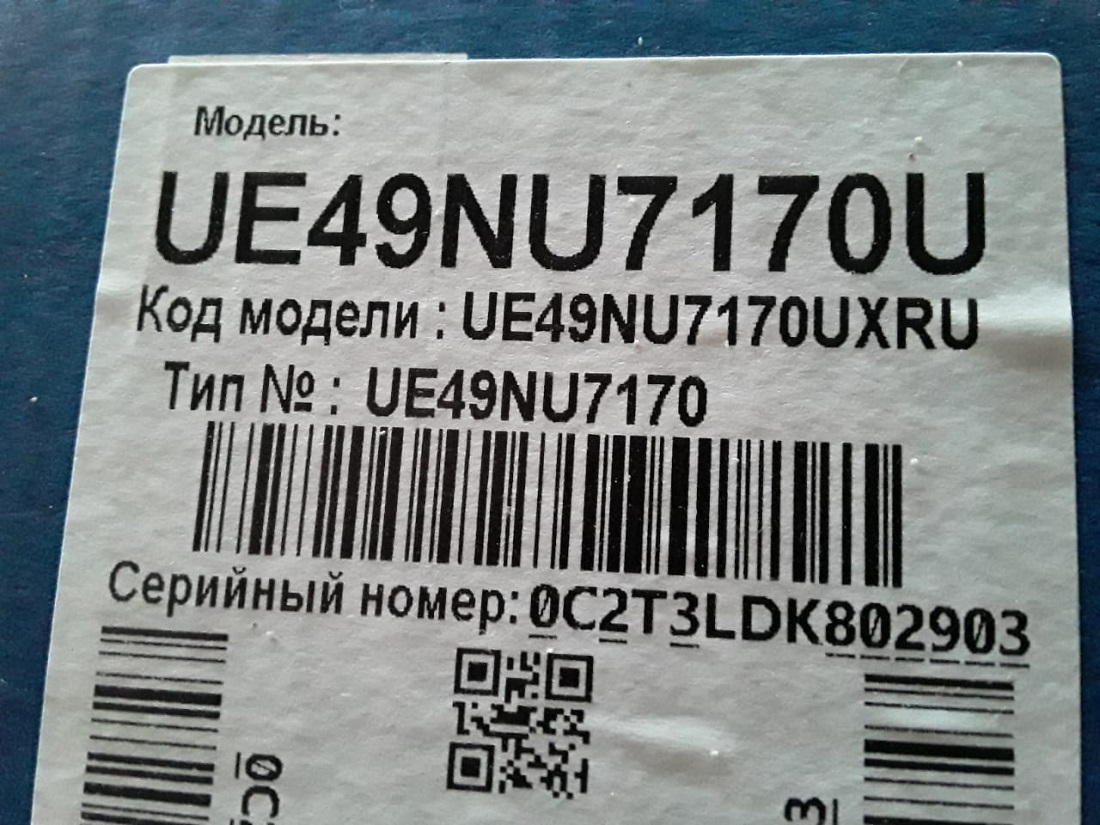 Модель:
UE49NU7170U
Код модели : UE49NU7170UXRU
Тип № : UE49NU7170
Серийный номер: 0C2T3LDK802903